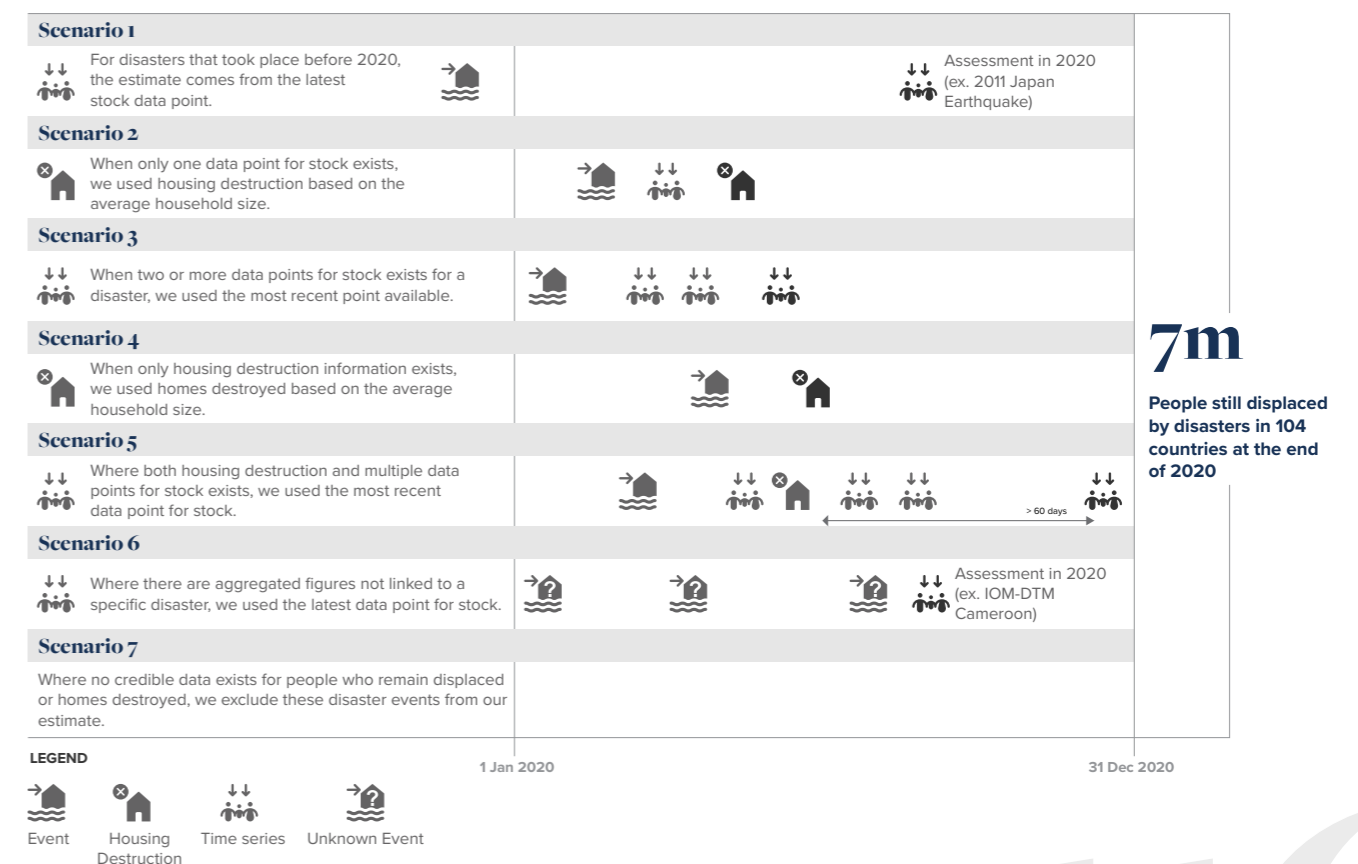 Scenario 1
For disasters that took place before 2020,
the estimate comes from the latest
stock data point.
Assessment in 2020
(ex. 2011 Japan
Earthquake)
Scenario 2
When only one data point for stock exists,
we used housing destruction based on the
average household size.
Scenario 3
When two or more data points for stock exists for a
disaster, we used the most recent point available.
Scenario 4
When only housing destruction information exists,
we used homes destroyed based on the average
household size.
Scenario 5
Where both housing destruction and multiple data
points for stock exists, we used the most recent
data point for stock.
> 60 days
Scenario 6
Where there are aggregated figures not linked to a
specific disaster, we used the latest data point for stock.
?
?
?
Assessment in 2020
(ex. IOM-DTM
Cameroon)
Scenario 7
Where no credible data exists for people who remain displaced
or homes destroyed, we exclude these disaster events from our
estimate.
7m
People still displaced
by disasters in 104
countries at the end
of 2020
1 Jan 2020
31 Dec 2020
LEGEND
?
Event
Housing
Destruction
Time series
Unknown Event